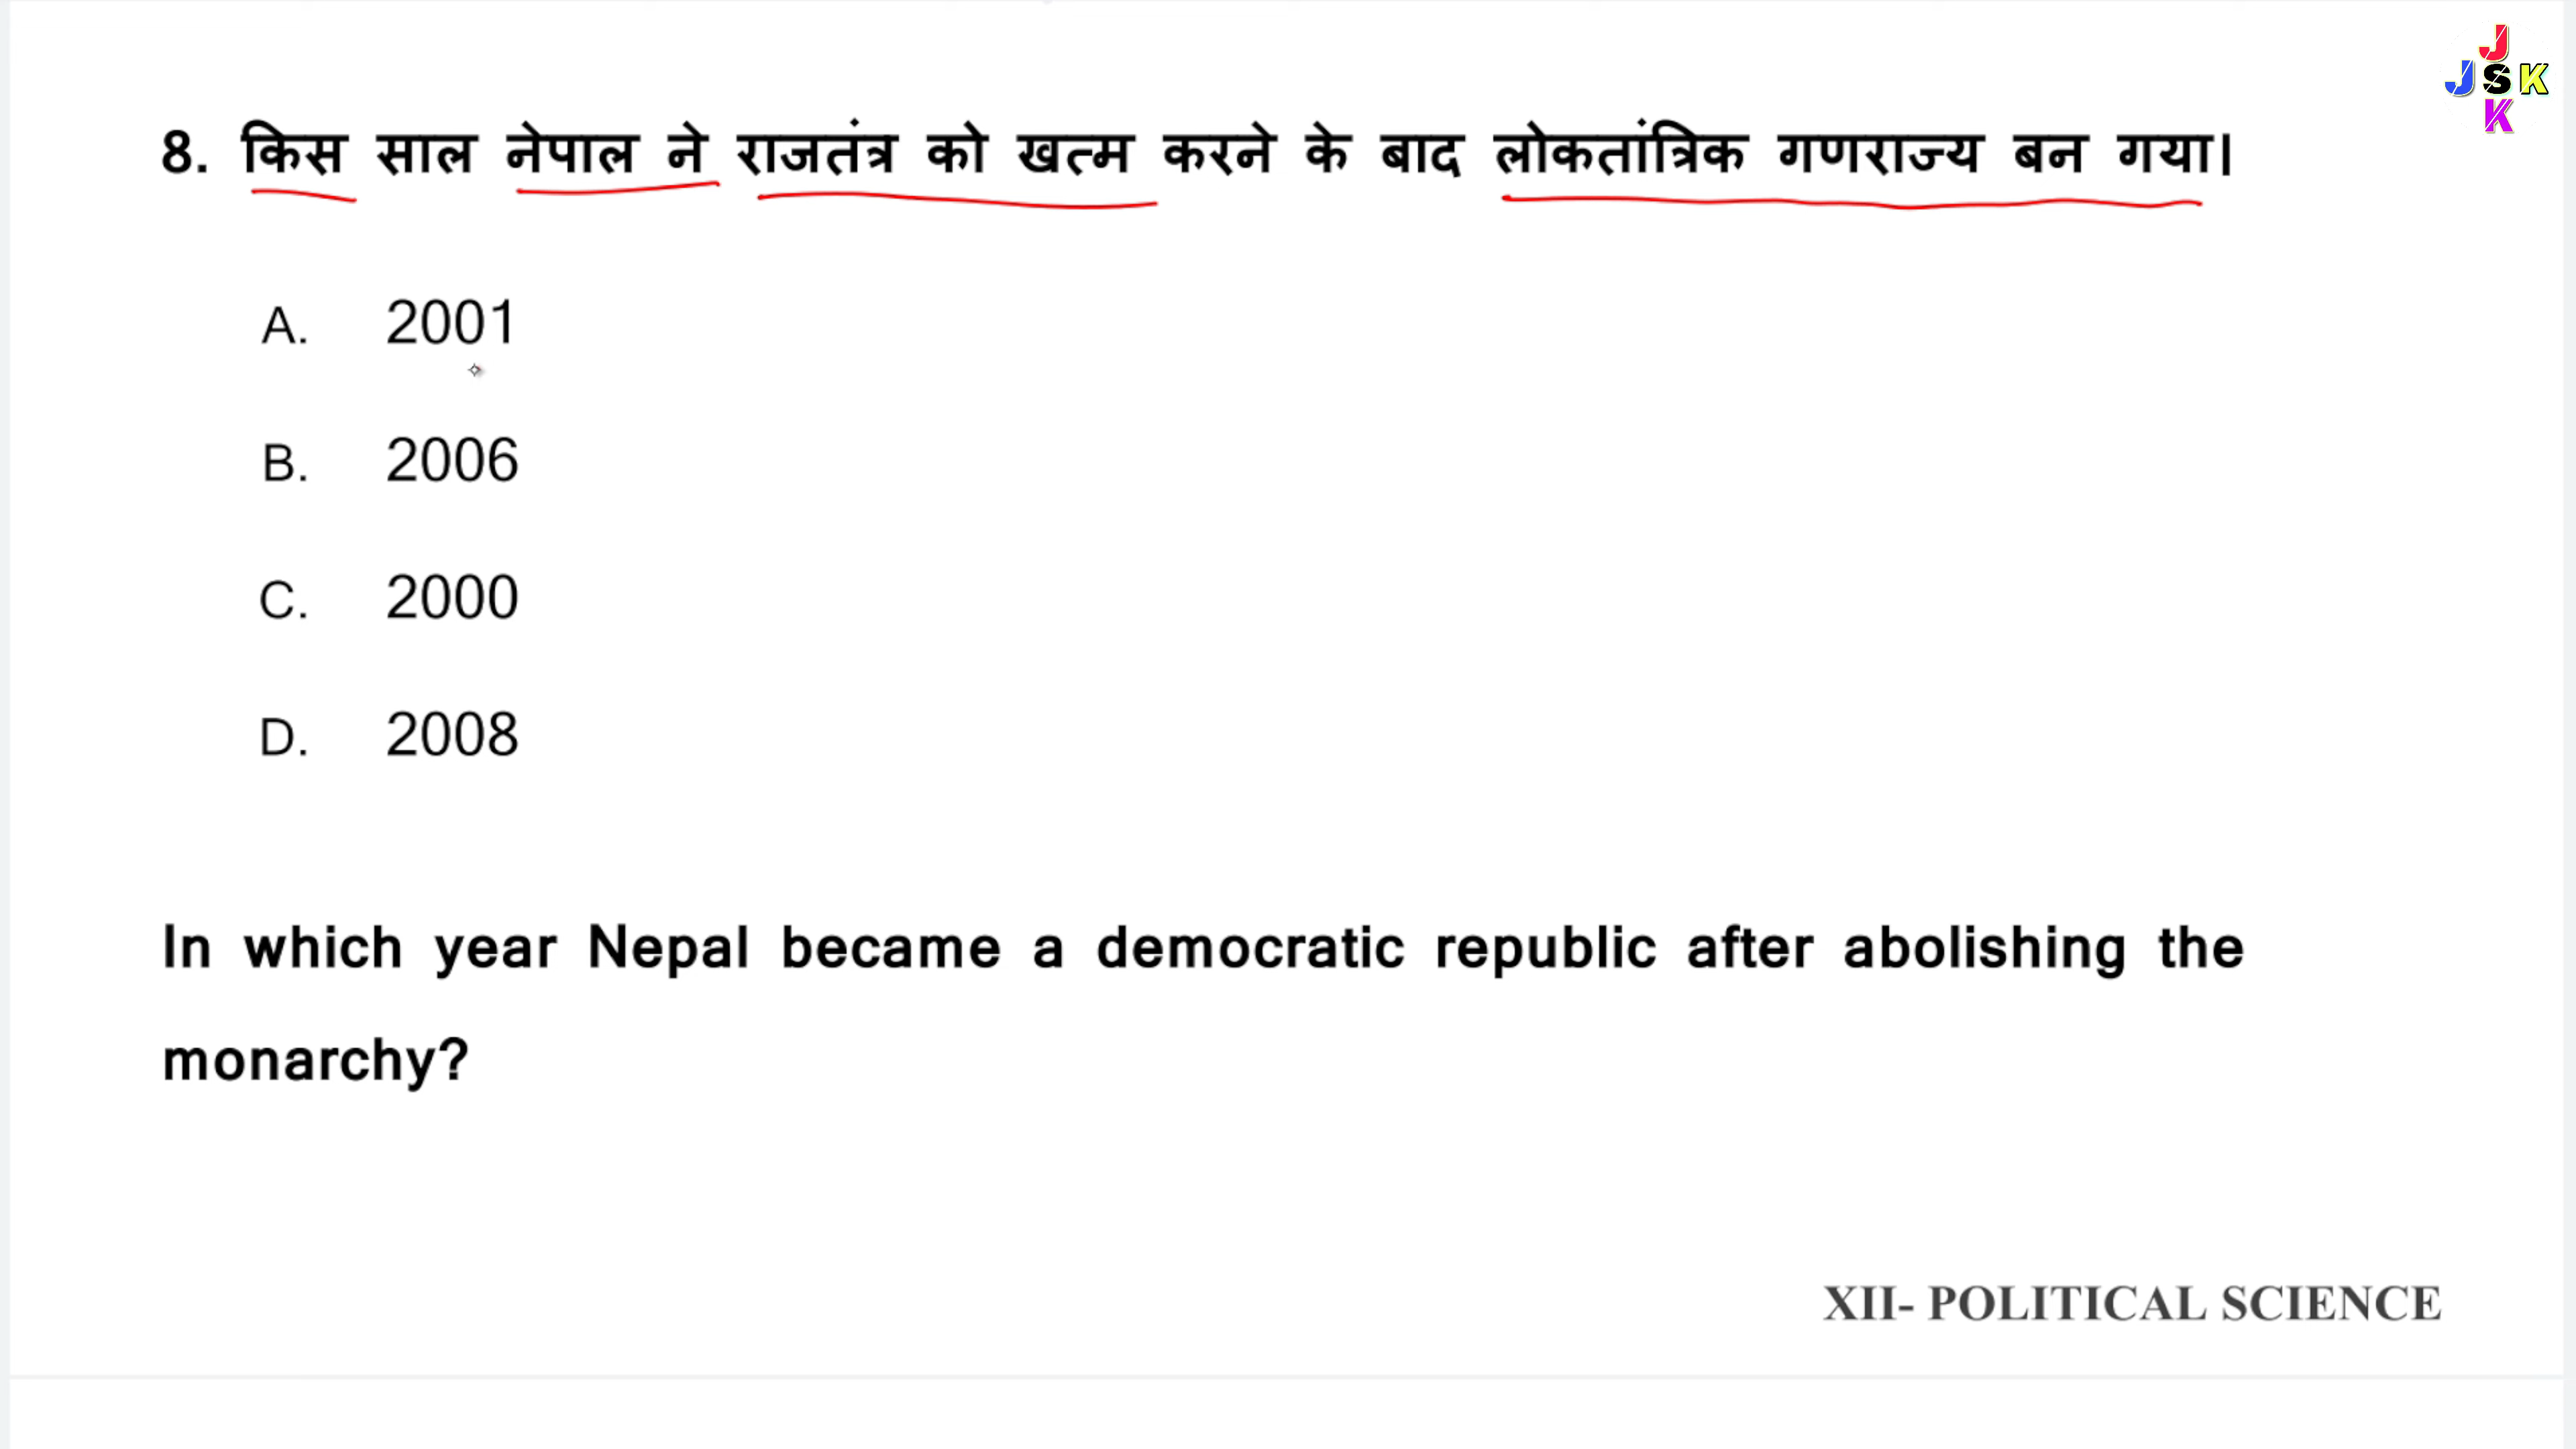 J
JSK
K
8. किस साल नेपाल ने राजतंत्र को खत्म करने के बाद लोकतांत्रिक गणराज्य बन गया।
A. 2001
B. 2006
C. 2000
D. 2008
In which year Nepal became a democratic republic after abolishing the
monarchy?
XII- POLITICAL SCIENCE